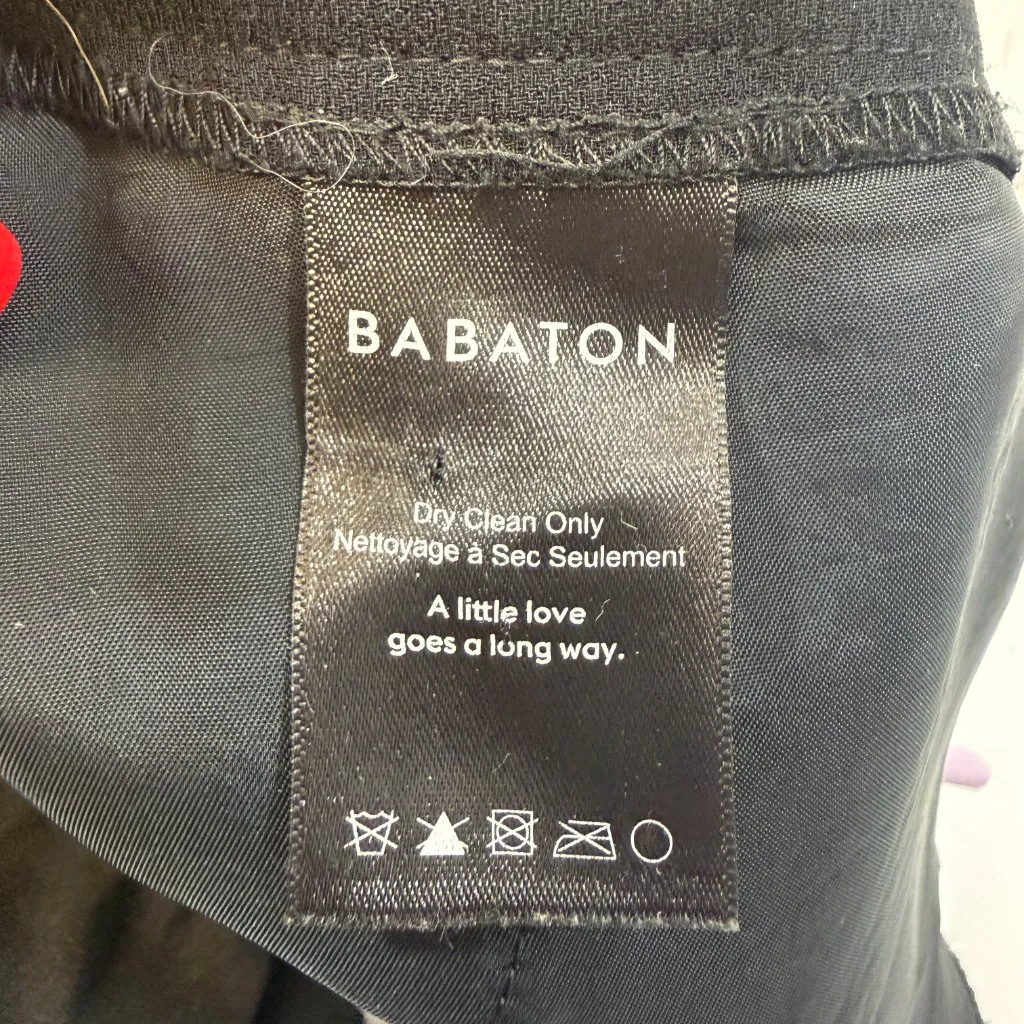 BABATON
Dry Clean Only
Nettoyage à Sec Seulement
A little love
goes a long way.